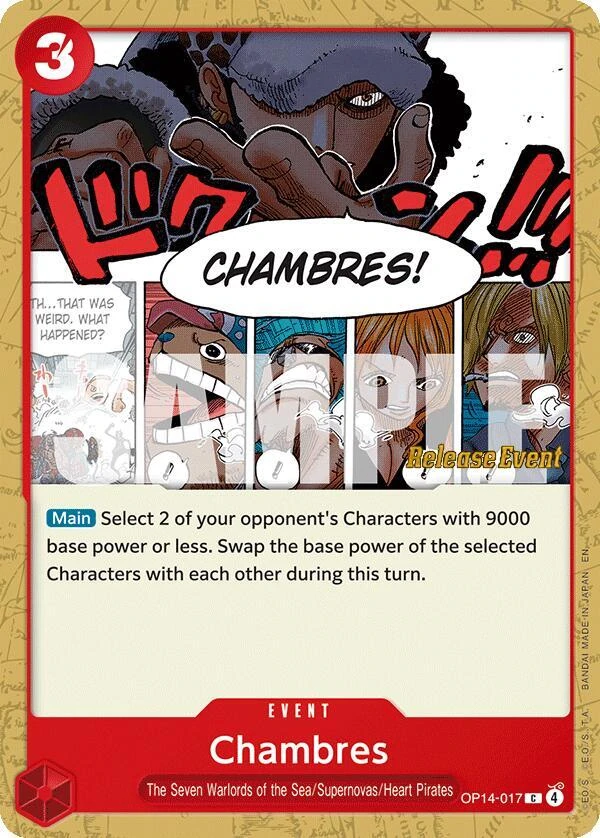 3
ドクン…!!!
CHAMBRES!
TH...THAT WAS
WEIRD. WHAT
HAPPENED?
SAMPLE
Release Event
Main Select 2 of your opponent's Characters with 9000
base power or less. Swap the base power of the selected
Characters with each other during this turn.
EVENT
Chambres
The Seven Warlords of the Sea/Supernovas/Heart Pirates
OP14-017 C 4
BANDAI MADE IN JAPAN EN